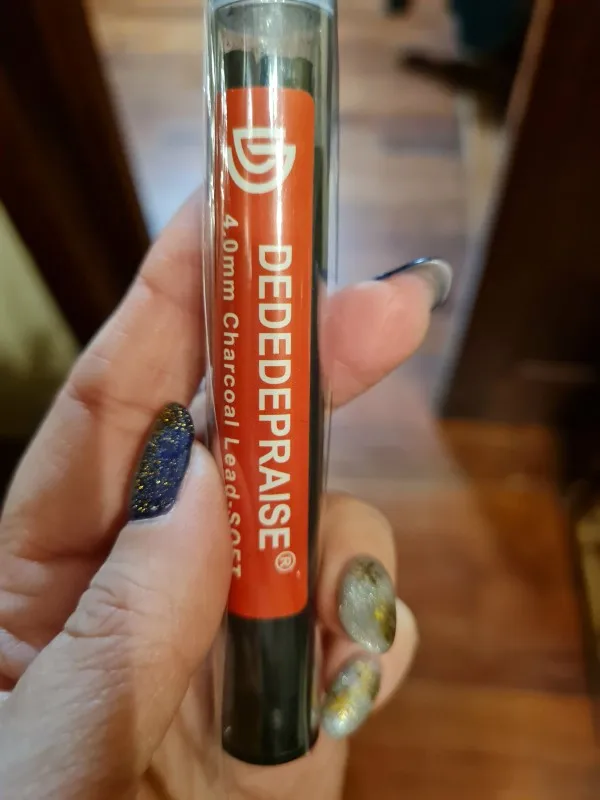 DEDEDEPRAISE®
4.0mm Charcoal Lead-SOFT